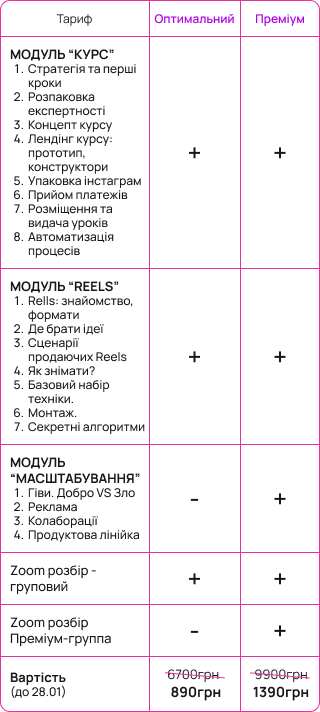 Тариф Оптимальний Преміум
МОДУЛЬ “КУРС”
1. Стратегія та перші
кроки
2. Розпаковка
експертності
3. Концепт курсу
4. Лендінг курсу:
прототип,
конструктори
5. Упаковка інстаграм
6. Прийом платежів
7. Розміщення та
видача уроків
8. Автоматизація
процесів
+ +
МОДУЛЬ “REELS”
1. Rells: знайомство,
формати
2. Де брати ідеї
3. Сценарії
продаючих Reels
4. Як знімати?
5. Базовий набір
техніки.
6. Монтаж.
7. Секретні алгоритми
+ +
МОДУЛЬ
“МАСШТАБУВАННЯ”
1. Гіви. Добро VS Зло
2. Реклама
3. Колаборації
4. Продуктова лінійка
- +
Zoom розбір -
груповий
+ +
Zoom розбір
Преміум-группа
- +
Вартість
(до 28.01)
6700грн 9900грн
890грн 1390грн